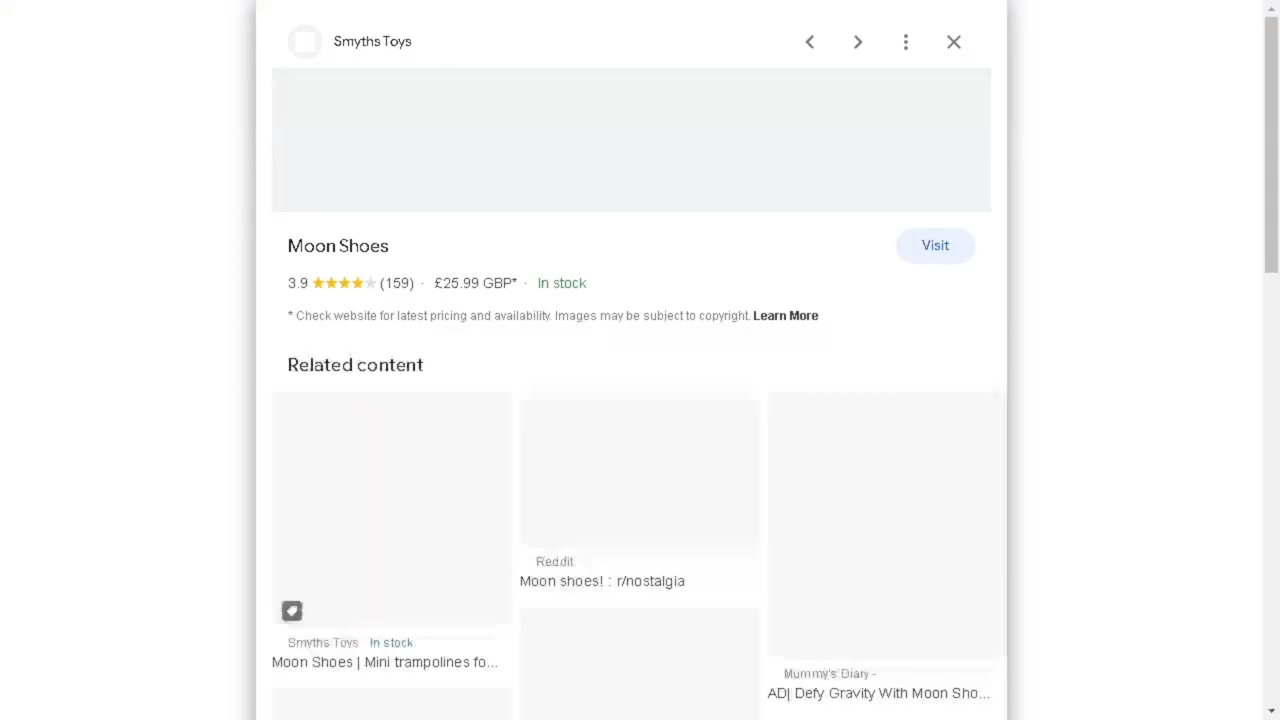 Smyths Toys
Moon Shoes
Visit
3.9 (159) · £25.99 GBP* · In stock
* Check website for latest pricing and availability. Images may be subject to copyright. Learn More
Related content
Reddit
Moon shoes! : r/nostalgia
Smyths Toys In stock
Moon Shoes | Mini trampolines fo...
Mummy's Diary -
AD| Defy Gravity With Moon Sho...